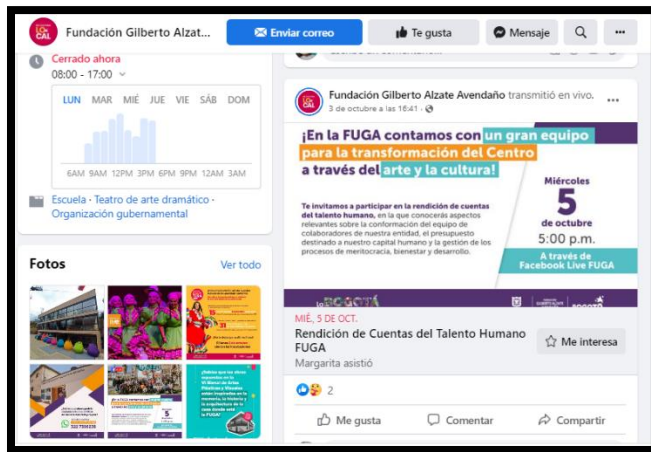 LO
CAL
Fundación Gilberto Alzat...
Enviar correo
Te gusta
Mensaje
Cerrado ahora
08:00 - 17:00
LUN MAR MIÉ JUE VIE SÁB DOM
6AM 9AM 12PM 3PM 6PM 9PM 12AM 3AM
Escuela · Teatro de arte dramático ·
Organización gubernamental
Fotos
Ver todo
Fundación Gilberto Alzate Avendaño transmitió en vivo.
3 de octubre a las 16:41 ·
¡En la FUGA contamos con un gran equipo
para la transformación del Centro
a través del arte y la cultura!
Te invitamos a participar en la rendición de cuentas
del talento humano, en la que conocerás aspectos
relevantes sobre la conformación del equipo de
colaboradores de nuestra entidad, el presupuesto
destinado a nuestro capital humano y la gestión de los
procesos de meritocracia, bienestar y desarrollo.
Miércoles
5
de octubre
5:00 p.m.
A través de
Facebook Live FUGA
BOGOTÁ
MIÉ, 5 DE OCT.
Rendición de Cuentas del Talento Humano
FUGA
Margarita asistió
Me interesa
2
Me gusta
Comentar
Compartir